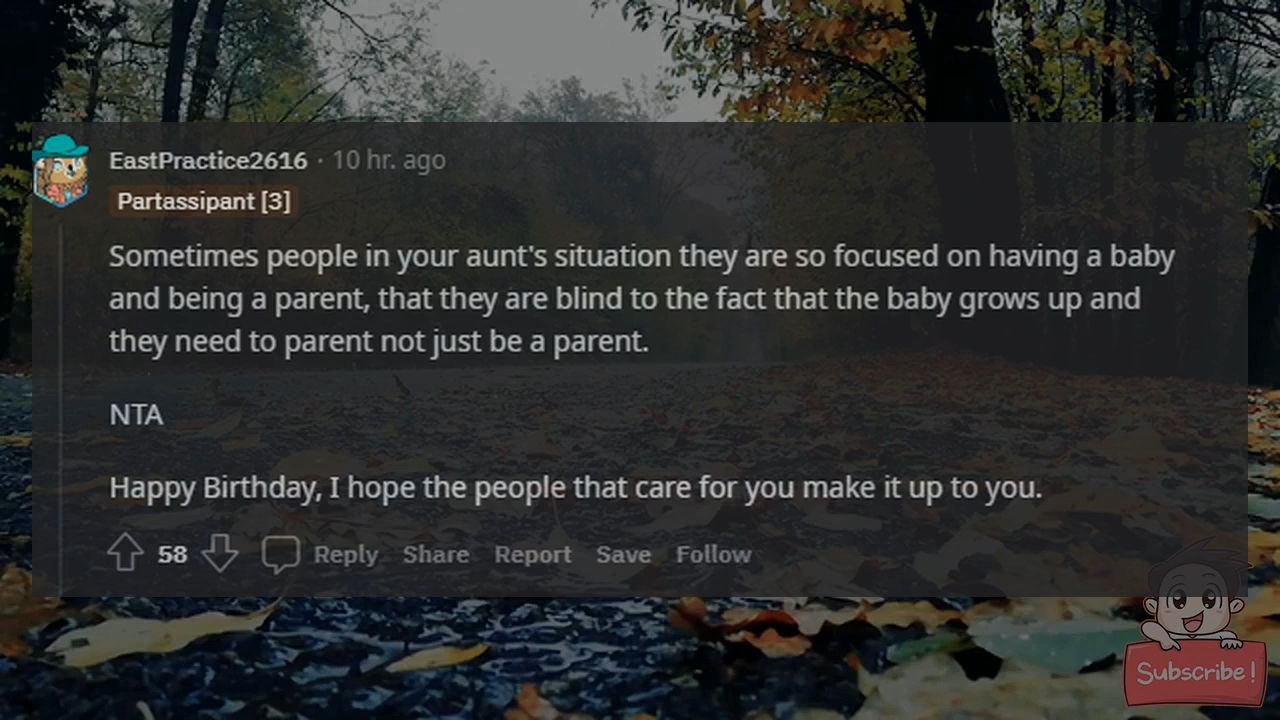 EastPractice2616 · 10 hr. ago
Partassipant [3]
Sometimes people in your aunt's situation they are so focused on having a baby
and being a parent, that they are blind to the fact that the baby grows up and
they need to parent not just be a parent.
NTA
Happy Birthday, I hope the people that care for you make it up to you.
58 Reply Share Report Save Follow
Subscribe!